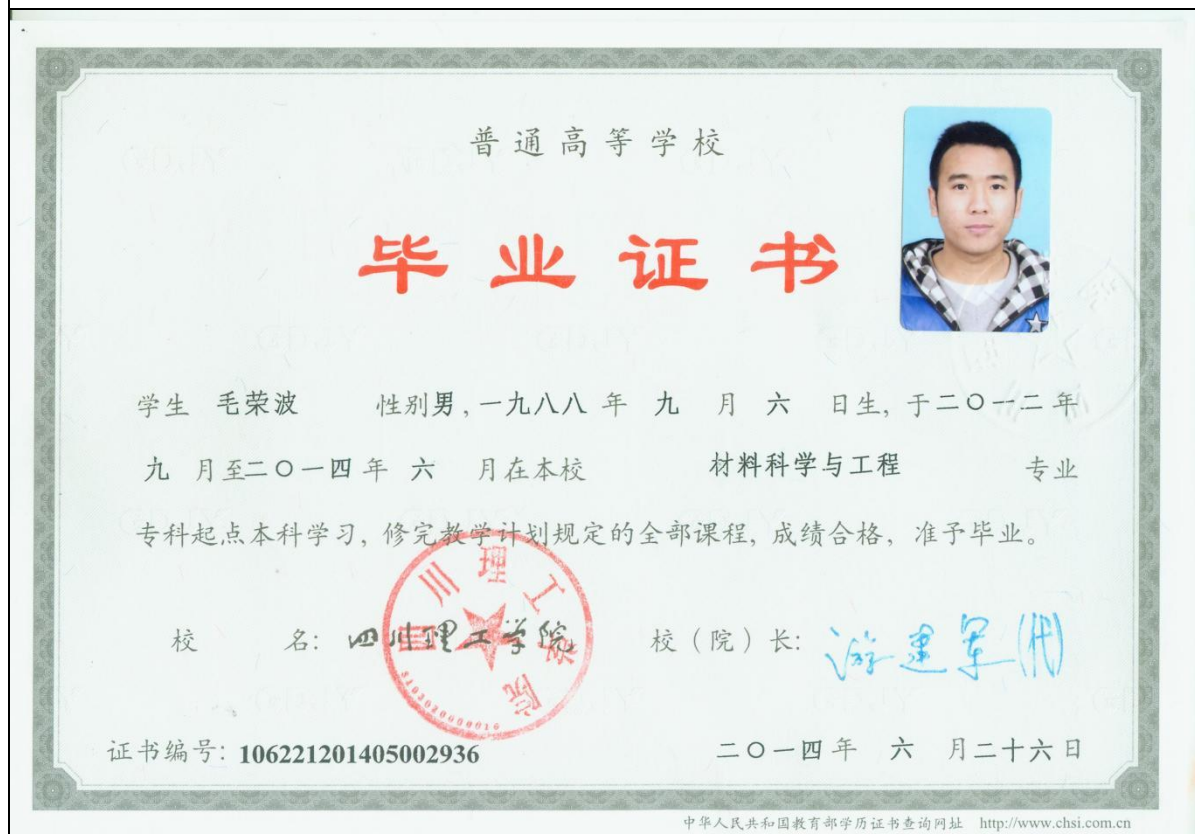 普通高等学校
毕业证书
学生 毛荣波 性别男,一九八八年 九 月 六 日生,于二〇一二年
九 月至二〇一四年 六 月在本校 材料科学与工程 专业
专科起点本科学习,修完教学计划规定的全部课程,成绩合格,准予毕业。
校 名: 四川理工学院 校(院)长: 游建军(代)
四川理工学院
5103020000016
证书编号: 106221201405002936 二〇一四年 六 月二十六日
中华人民共和国教育部学历证书查询网址 http://www.chsi.com.cn